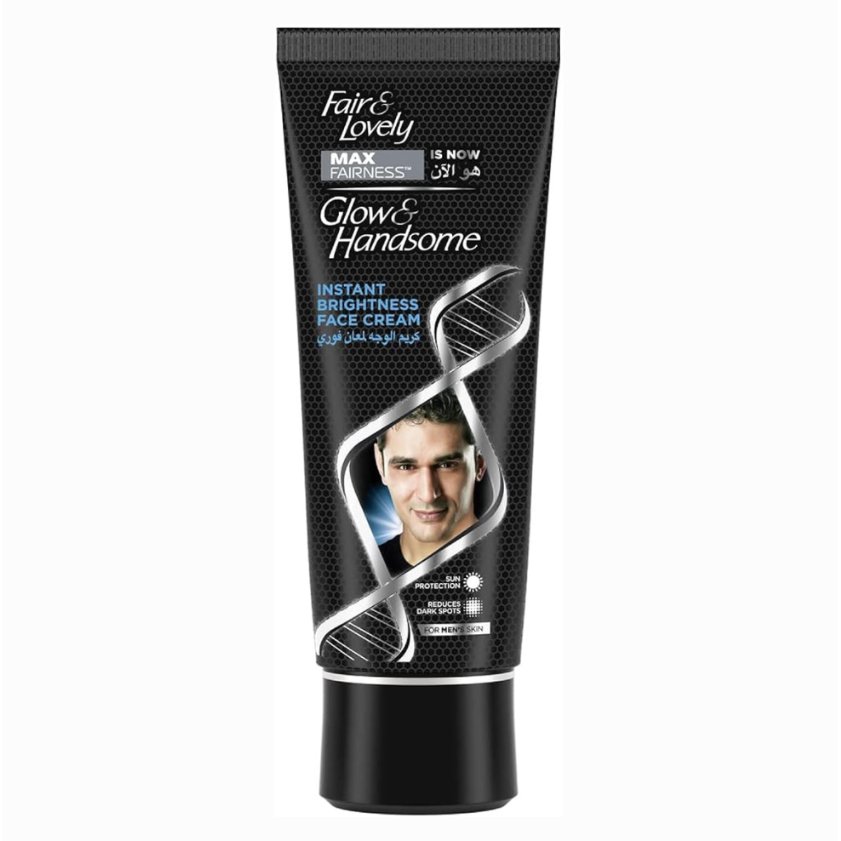 Fair &
Lovely
MAX
FAIRNESS™
IS NOW
هو الآن
Glow &
Handsome
INSTANT
BRIGHTNESS
FACE CREAM
كريم الوجه لمعان فوري
SUN
PROTECTION
REDUCES
DARK SPOTS
FOR MEN'S SKIN